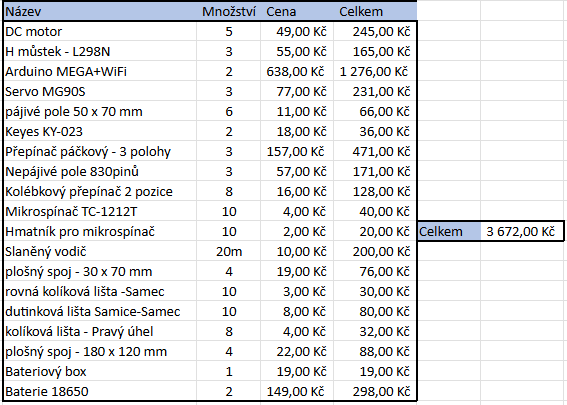 Název Množství Cena Celkem
DC motor 5 49,00 Kč 245,00 Kč
H můstek - L298N 3 55,00 Kč 165,00 Kč
Arduino MEGA+WiFi 2 638,00 Kč 1 276,00 Kč
Servo MG90S 3 77,00 Kč 231,00 Kč
pájivé pole 50 x 70 mm 6 11,00 Kč 66,00 Kč
Keyes KY-023 2 18,00 Kč 36,00 Kč
Přepínač páčkový - 3 polohy 3 157,00 Kč 471,00 Kč
Nepájivé pole 830pinů 3 57,00 Kč 171,00 Kč
Kolébkový přepínač 2 pozice 8 16,00 Kč 128,00 Kč
Mikrospínač TC-1212T 10 4,00 Kč 40,00 Kč
Hmatník pro mikrospínač 10 2,00 Kč 20,00 Kč Celkem 3 672,00 Kč
Slaněný vodič 20m 10,00 Kč 200,00 Kč
plošný spoj - 30 x 70 mm 4 19,00 Kč 76,00 Kč
rovná kolíková lišta -Samec 10 3,00 Kč 30,00 Kč
dutinková lišta Samice-Samec 10 8,00 Kč 80,00 Kč
kolíková lišta - Pravý úhel 8 4,00 Kč 32,00 Kč
plošný spoj - 180 x 120 mm 4 22,00 Kč 88,00 Kč
Bateriový box 1 19,00 Kč 19,00 Kč
Baterie 18650 2 149,00 Kč 298,00 Kč